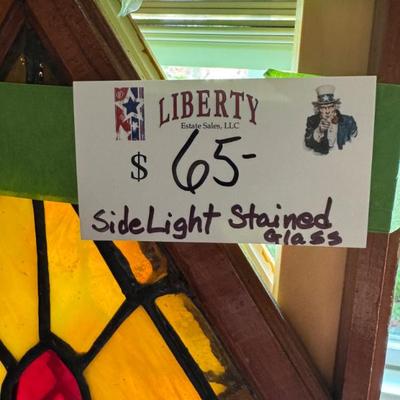 LIBERTY
Estate Sales, LLC
$ 65-
SideLight Stained
Glass